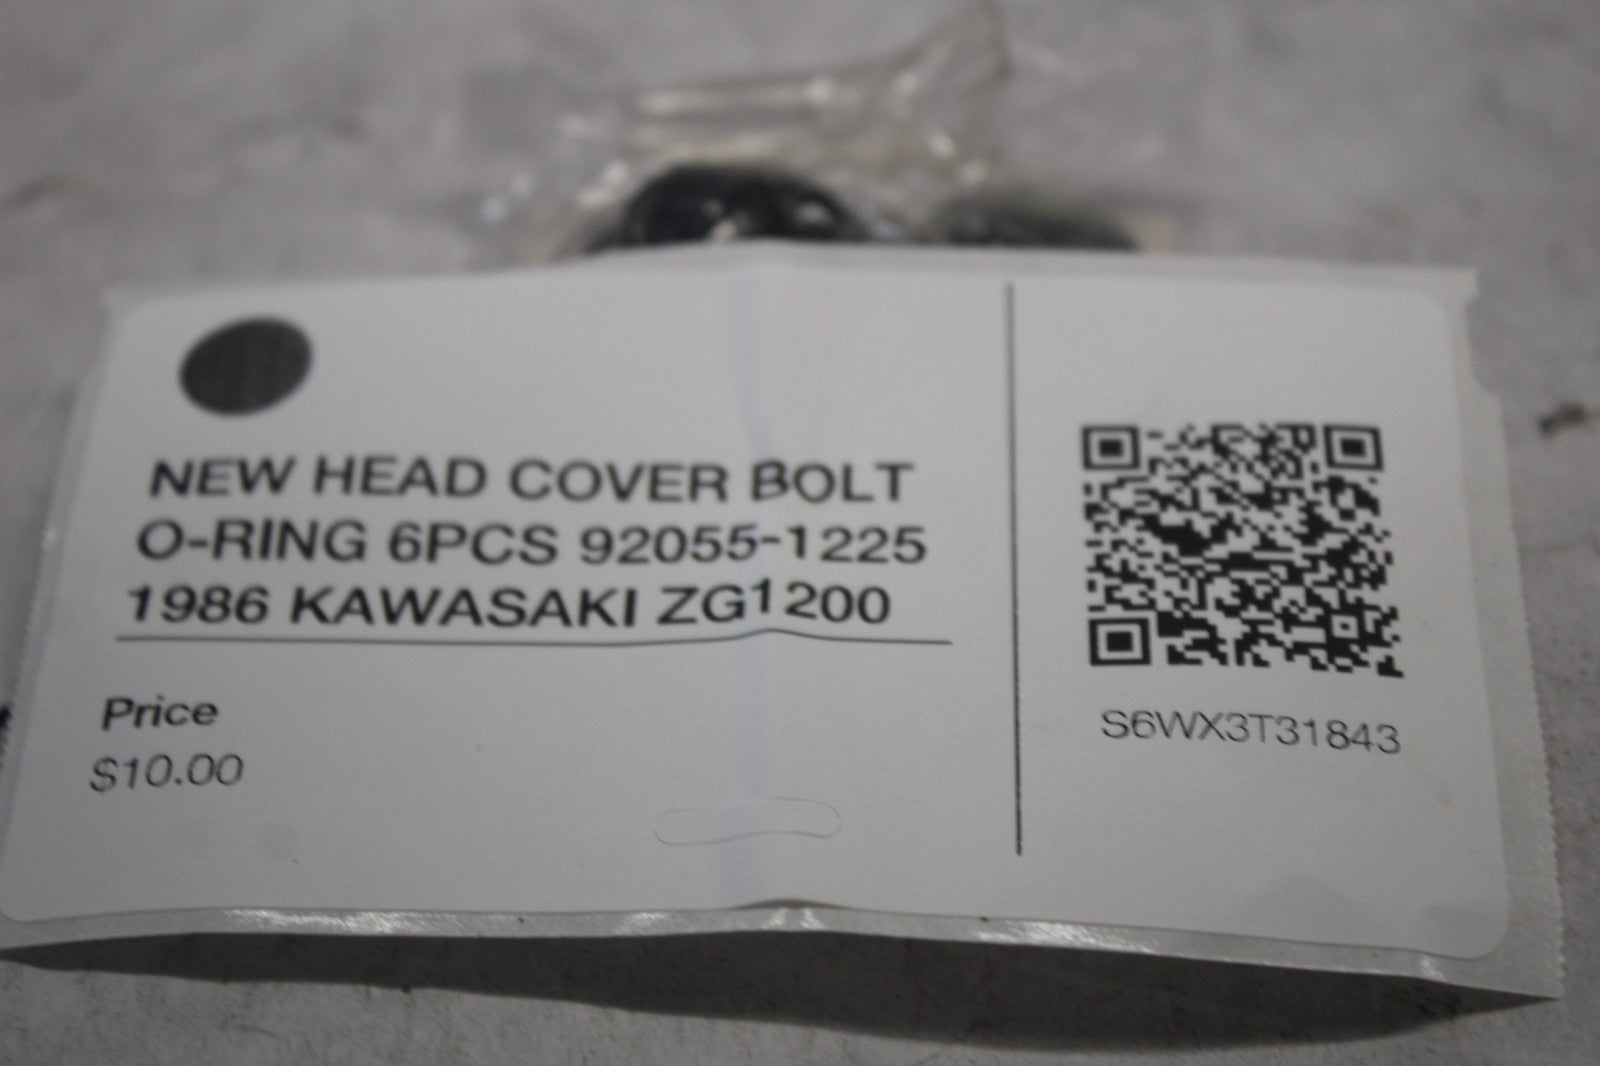 NEW HEAD COVER BOLT
O-RING 6PCS 92055-1225
1986 KAWASAKI ZG1200
Price
$10.00
S6WX3T31843